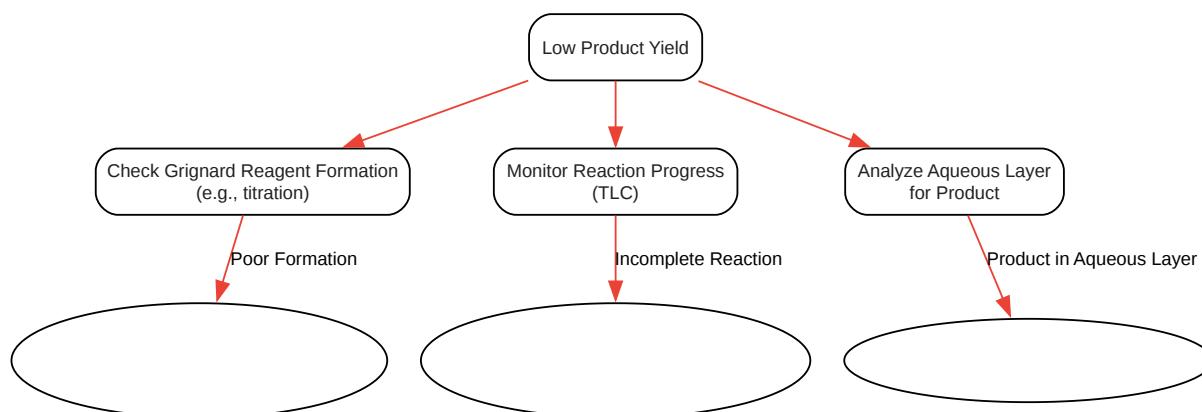 Low Product Yield
Check Grignard Reagent Formation
(e.g., titration)
Monitor Reaction Progress
(TLC)
Analyze Aqueous Layer
for Product
Poor Formation
Incomplete Reaction
Product in Aqueous Layer